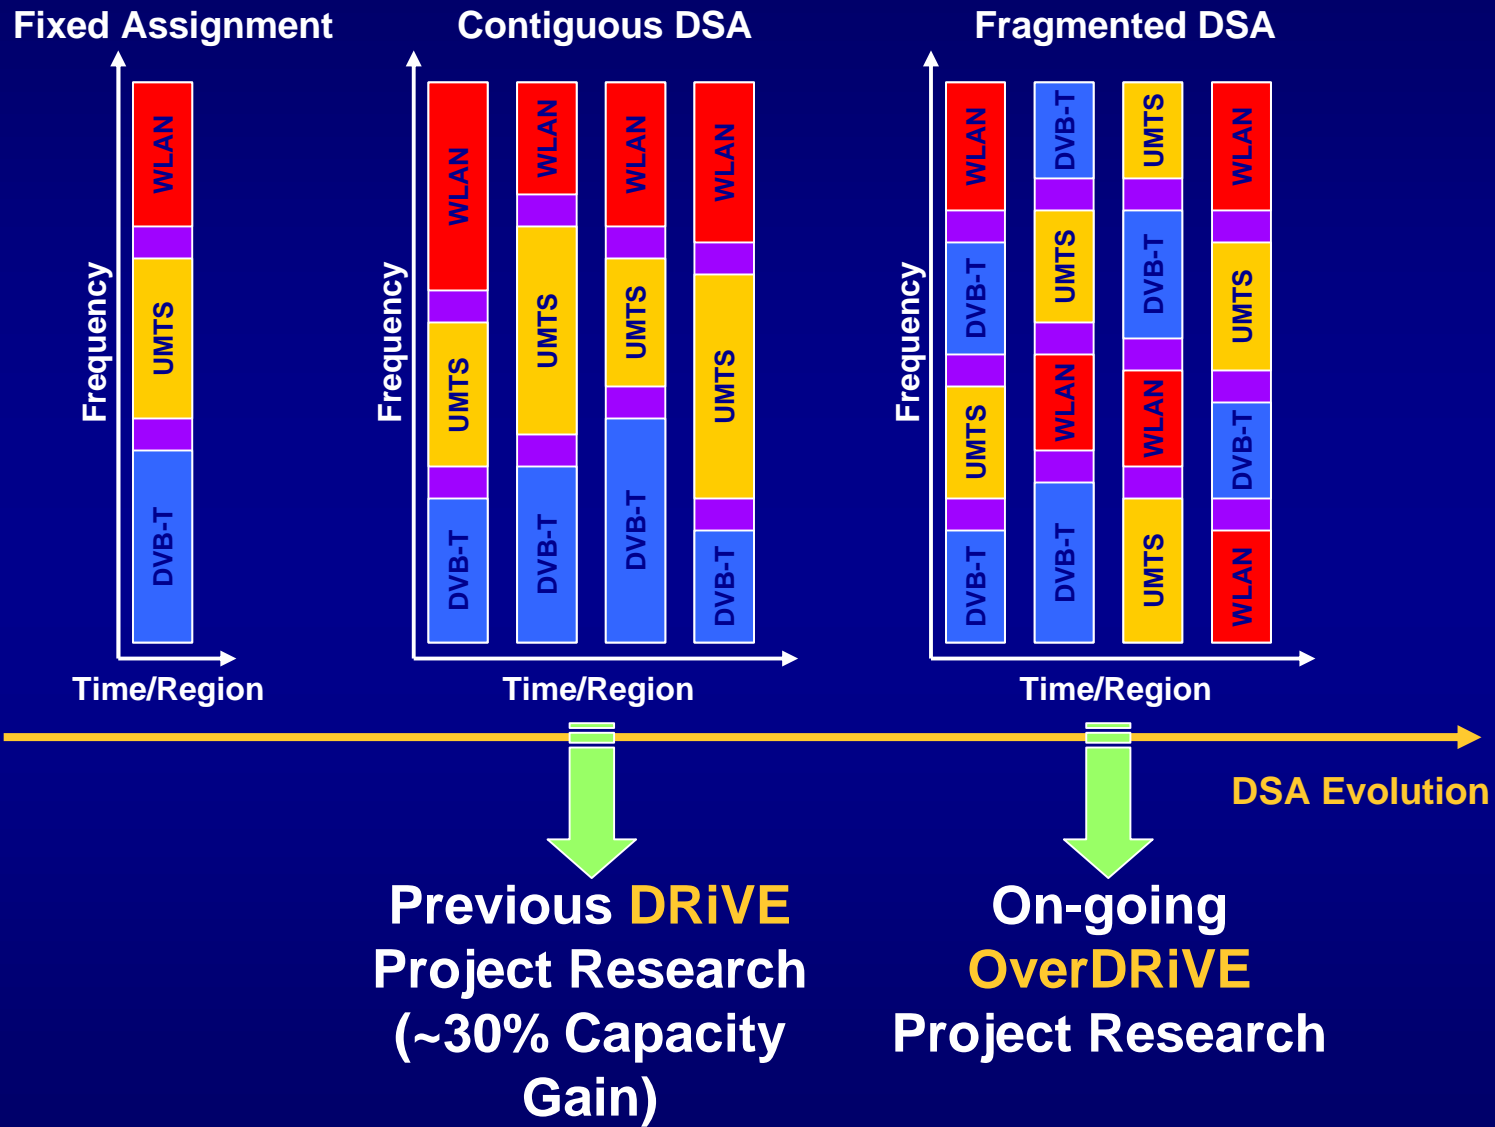 Fixed Assignment
Contiguous DSA
Fragmented DSA
Frequency
WLAN
UMTS
DVB-T
Time/Region
Frequency
WLAN
UMTS
DVB-T
WLAN
UMTS
DVB-T
WLAN
UMTS
DVB-T
WLAN
UMTS
DVB-T
Time/Region
Frequency
WLAN
DVB-T
UMTS
DVB-T
DVB-T
UMTS
WLAN
DVB-T
UMTS
DVB-T
WLAN
UMTS
WLAN
UMTS
DVB-T
WLAN
Time/Region
DSA Evolution
Previous DRiVE
Project Research
(~30% Capacity
Gain)
On-going
OverDRiVE
Project Research